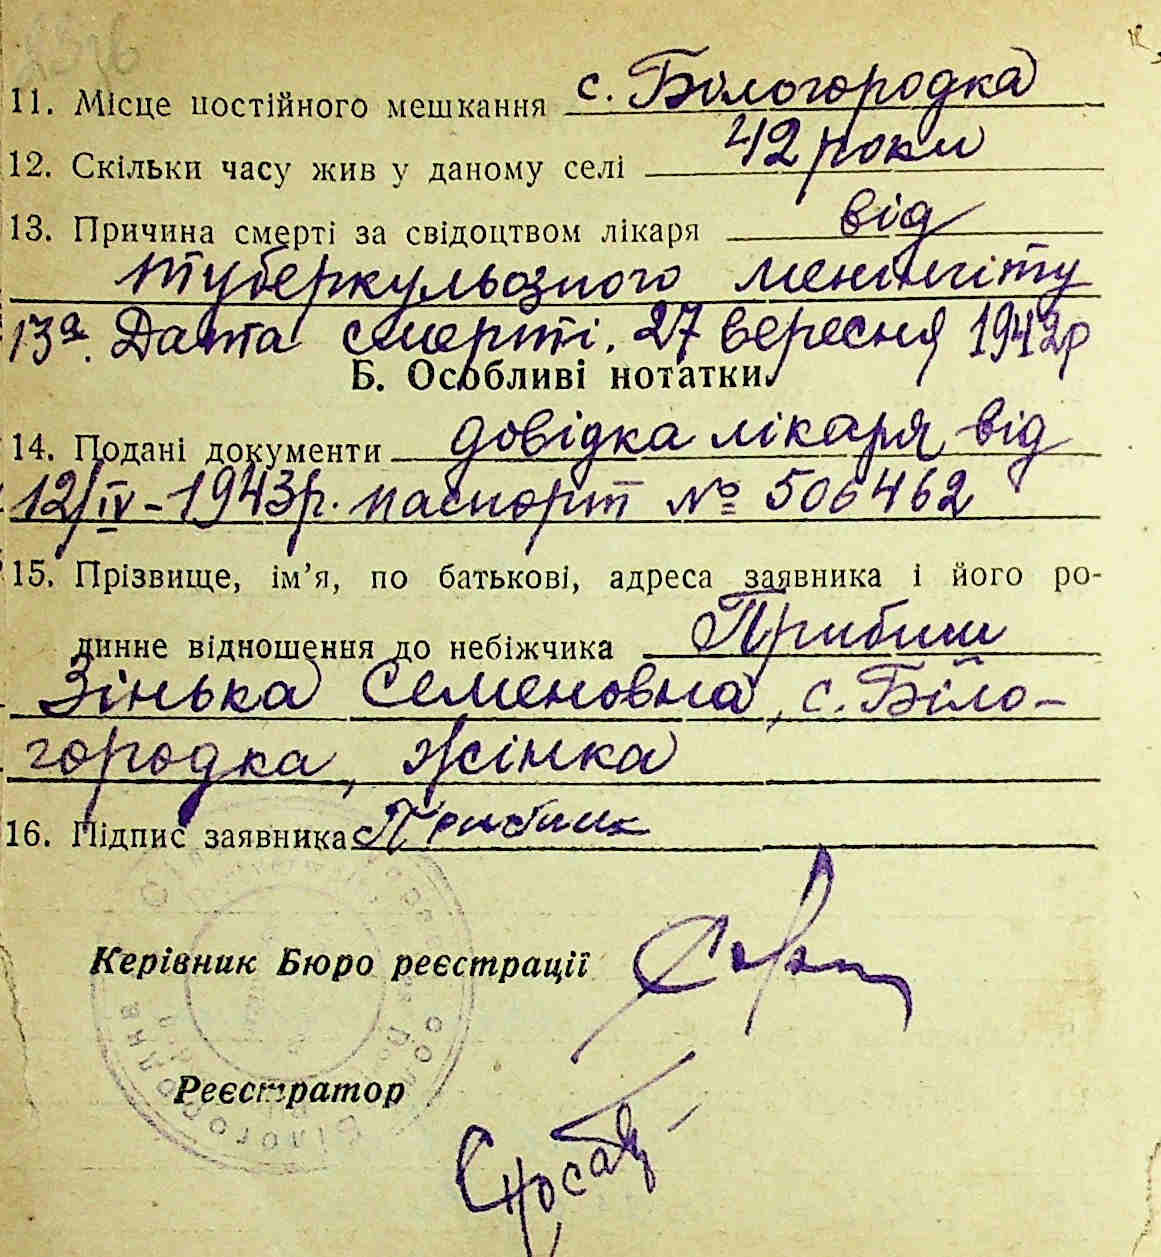 11. Місце постійного мешкання с. Білогородка
12. Скільки часу жив у даному селі 42 роки
13. Причина смерті за свідоцтвом лікаря від
туберкульозного менінгіту
13а. Дата смерті. 27 вересня 1942р
Б. Особливі нотатки.
14. Подані документи довідка лікаря від
12/IV-1943р. паспорт № 506462
15. Прізвище, ім’я, по батькові, адреса заявника і його ро-
динне відношення до небіжчика Прибиш
Зінька Семеновна, с. Біло-
городка, жінка
16. Підпис заявника
Керівник Бюро реєстрації
Реєстратор